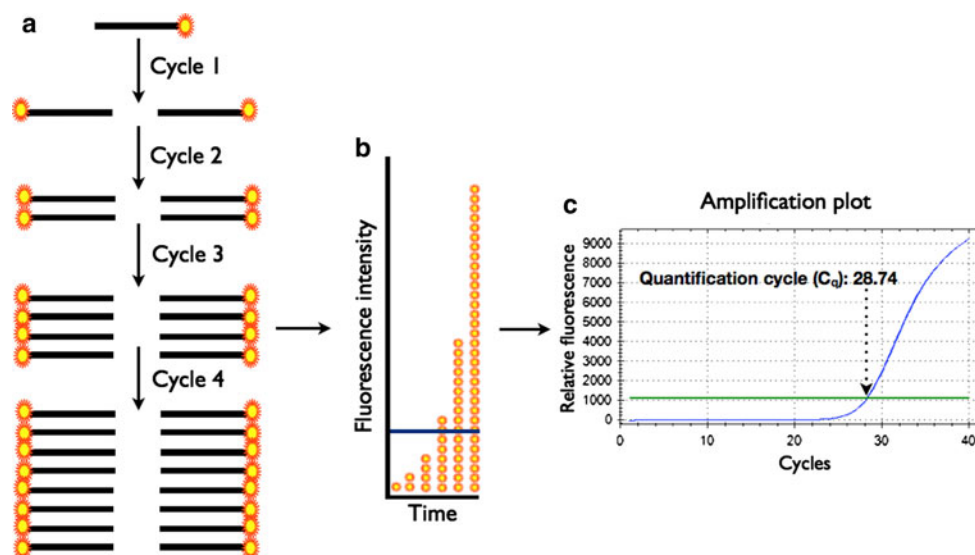 a
Cycle 1
Cycle 2
Cycle 3
Cycle 4
b
Fluorescence intensity
Time
c
Amplification plot
Relative fluorescence
9000
8000
7000
6000
5000
4000
3000
2000
1000
0
Quantification cycle (Cq): 28.74
0 10 20 30 40
Cycles